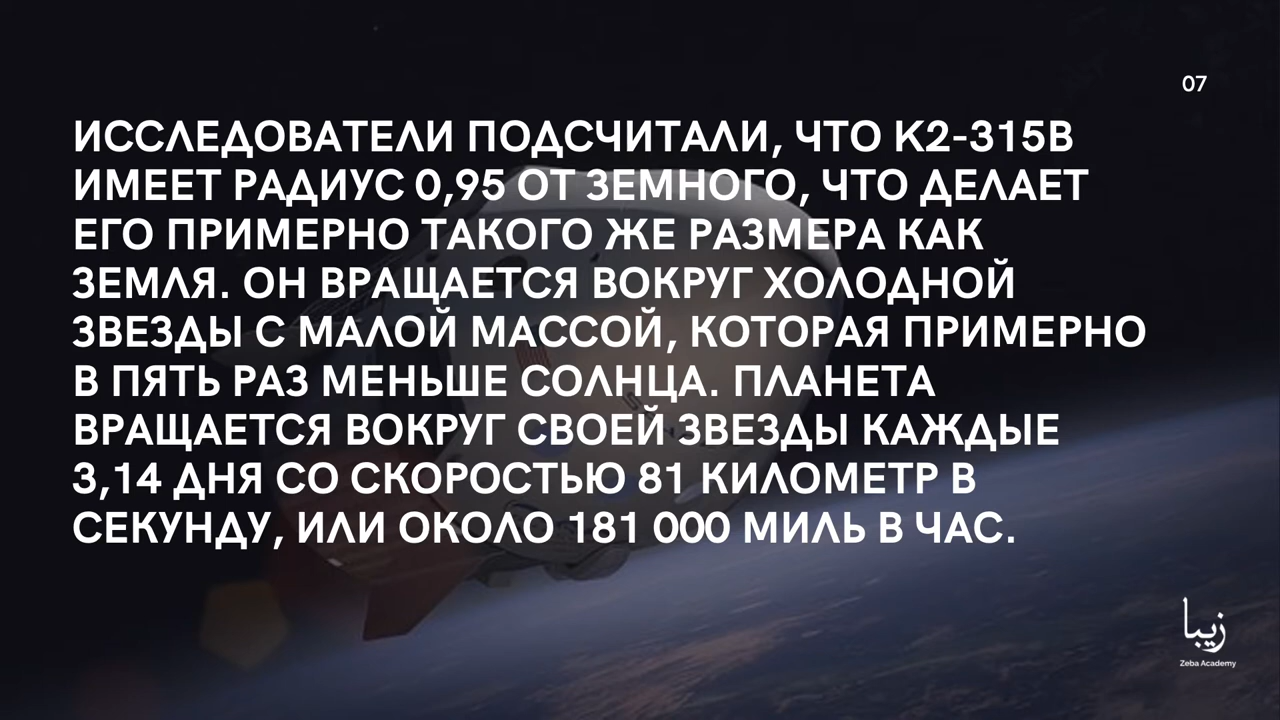 07
ИССЛЕДОВАТЕЛИ ПОДСЧИТАЛИ, ЧТО K2-315B
ИМЕЕТ РАДИУС 0,95 ОТ ЗЕМНОГО, ЧТО ДЕЛАЕТ
ЕГО ПРИМЕРНО ТАКОГО ЖЕ РАЗМЕРА КАК
ЗЕМЛЯ. ОН ВРАЩАЕТСЯ ВОКРУГ ХОЛОДНОЙ
ЗВЕЗДЫ С МАЛОЙ МАССОЙ, КОТОРАЯ ПРИМЕРНО
В ПЯТЬ РАЗ МЕНЬШЕ СОЛНЦА. ПЛАНЕТА
ВРАЩАЕТСЯ ВОКРУГ СВОЕЙ ЗВЕЗДЫ КАЖДЫЕ
3,14 ДНЯ СО СКОРОСТЬЮ 81 КИЛОМЕТР В
СЕКУНДУ, ИЛИ ОКОЛО 181 000 МИЛЬ В ЧАС.
زیبا
Zeba Academy